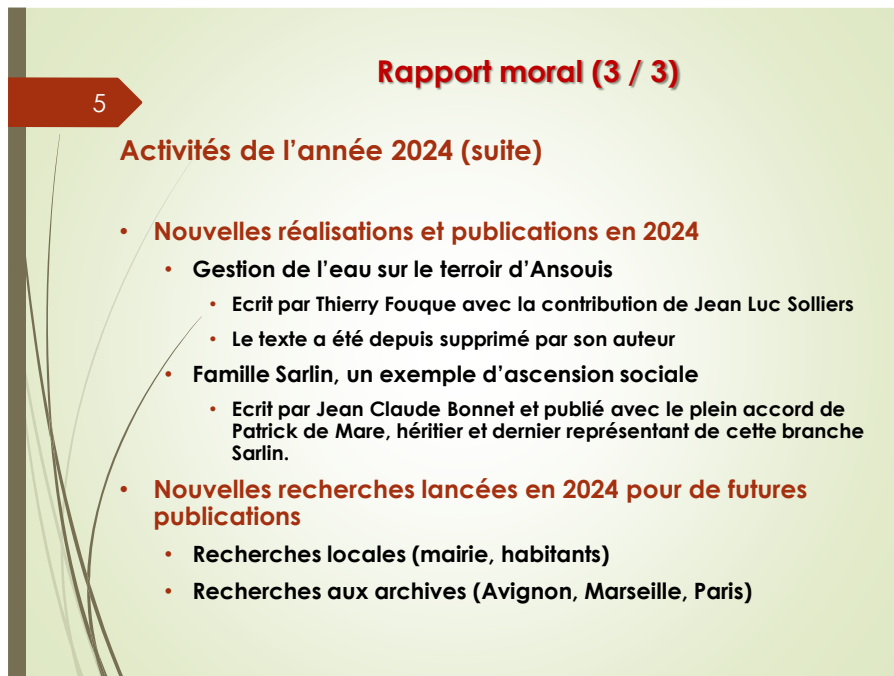 Rapport moral (3 / 3)
5
Activités de l’année 2024 (suite)
• Nouvelles réalisations et publications en 2024
• Gestion de l’eau sur le terroir d’Ansouis
• Ecrit par Thierry Fouque avec la contribution de Jean Luc Solliers
• Le texte a été depuis supprimé par son auteur
• Famille Sarlin, un exemple d’ascension sociale
• Ecrit par Jean Claude Bonnet et publié avec le plein accord de
Patrick de Mare, héritier et dernier représentant de cette branche
Sarlin.
• Nouvelles recherches lancées en 2024 pour de futures
publications
• Recherches locales (mairie, habitants)
• Recherches aux archives (Avignon, Marseille, Paris)